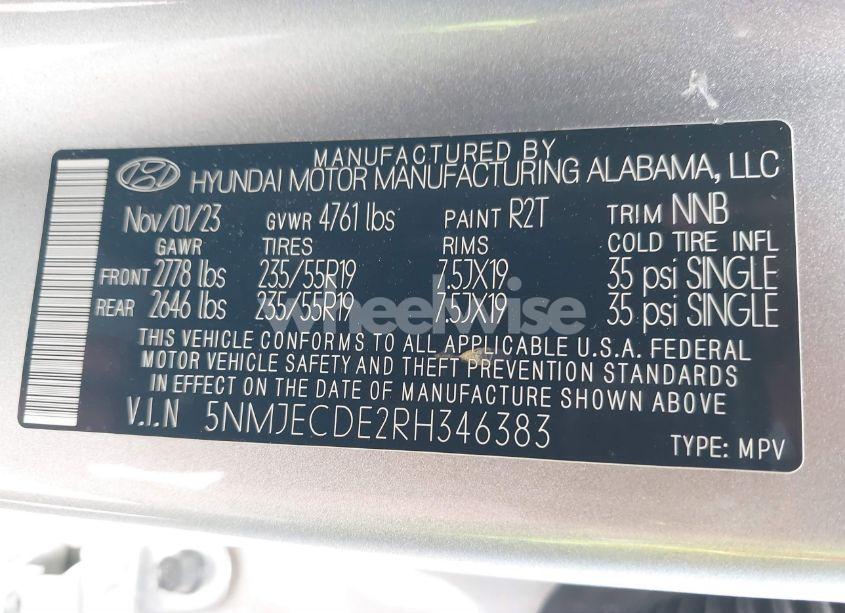 MANUFACTURED BY
HYUNDAI MOTOR MANUFACTURING ALABAMA, LLC
Nov/01/23 GVWR 4761 lbs PAINT R2T TRIM NNB
GAWR TIRES RIMS COLD TIRE INFL
FRONT 2778 lbs 235/55R19 7.5JX19 35 psi SINGLE
REAR 2646 lbs 235/55R19 7.5JX19 35 psi SINGLE
wheelwise
THIS VEHICLE CONFORMS TO ALL APPLICABLE U.S.A. FEDERAL
MOTOR VEHICLE SAFETY AND THEFT PREVENTION STANDARDS
IN EFFECT ON THE DATE OF MANUFACTURE SHOWN ABOVE.
V.I.N 5NMJECDE2RH346383
TYPE: MPV